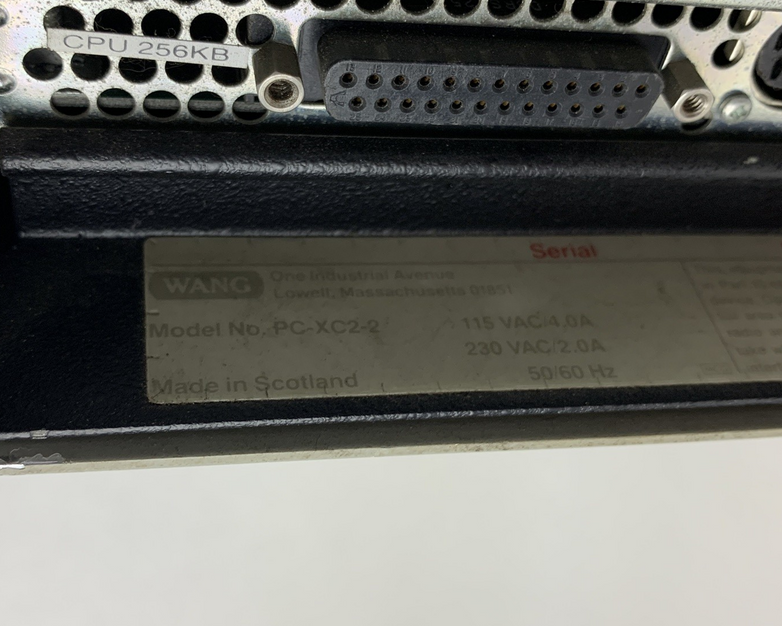 CPU 256KB
Serial
WANG
One Industrial Avenue
Lowell, Massachusetts 01851
Model No. PC-XC2-2
115 VAC/4.0A
230 VAC/2.0A
Made in Scotland
50/60 Hz